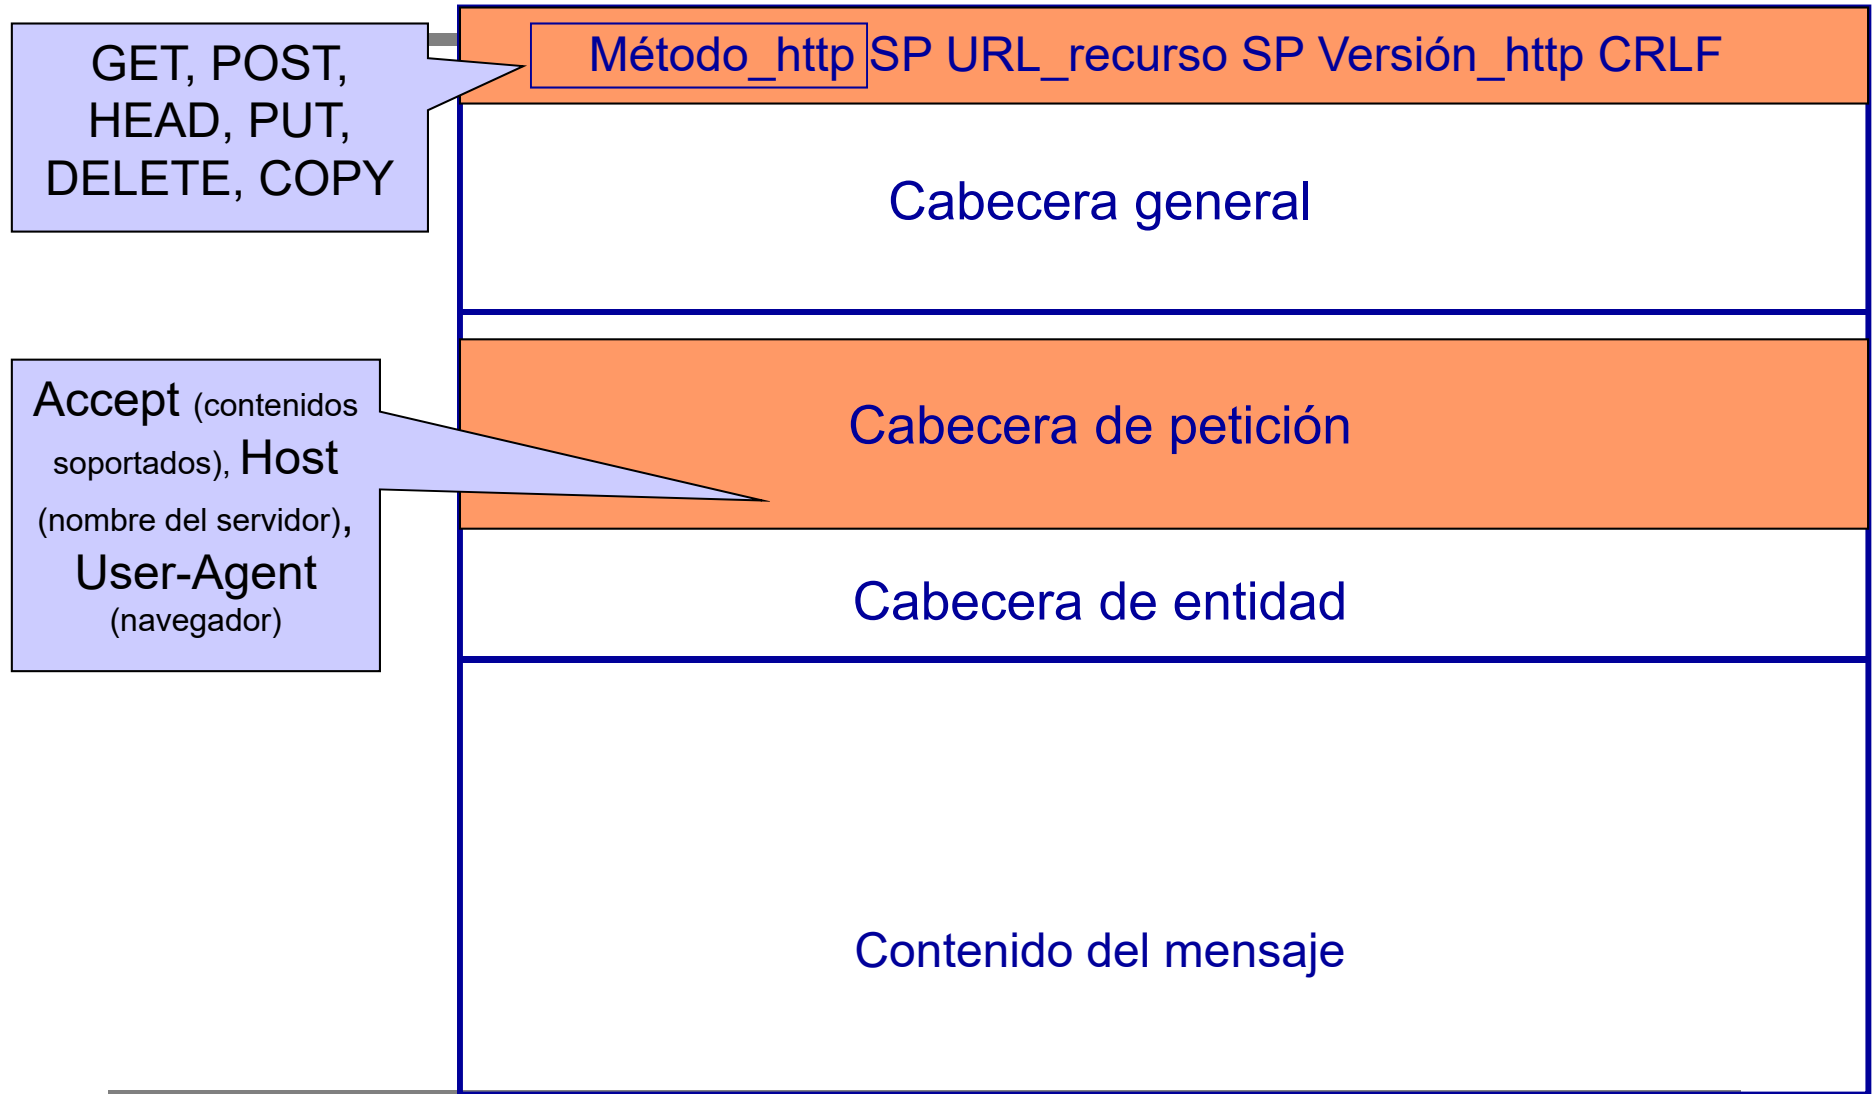 GET, POST,
HEAD, PUT,
DELETE, COPY
Método_http SP URL_recurso SP Versión_http CRLF
Cabecera general
Accept (contenidos
soportados), Host
(nombre del servidor),
User-Agent
(navegador)
Cabecera de petición
Cabecera de entidad
Contenido del mensaje